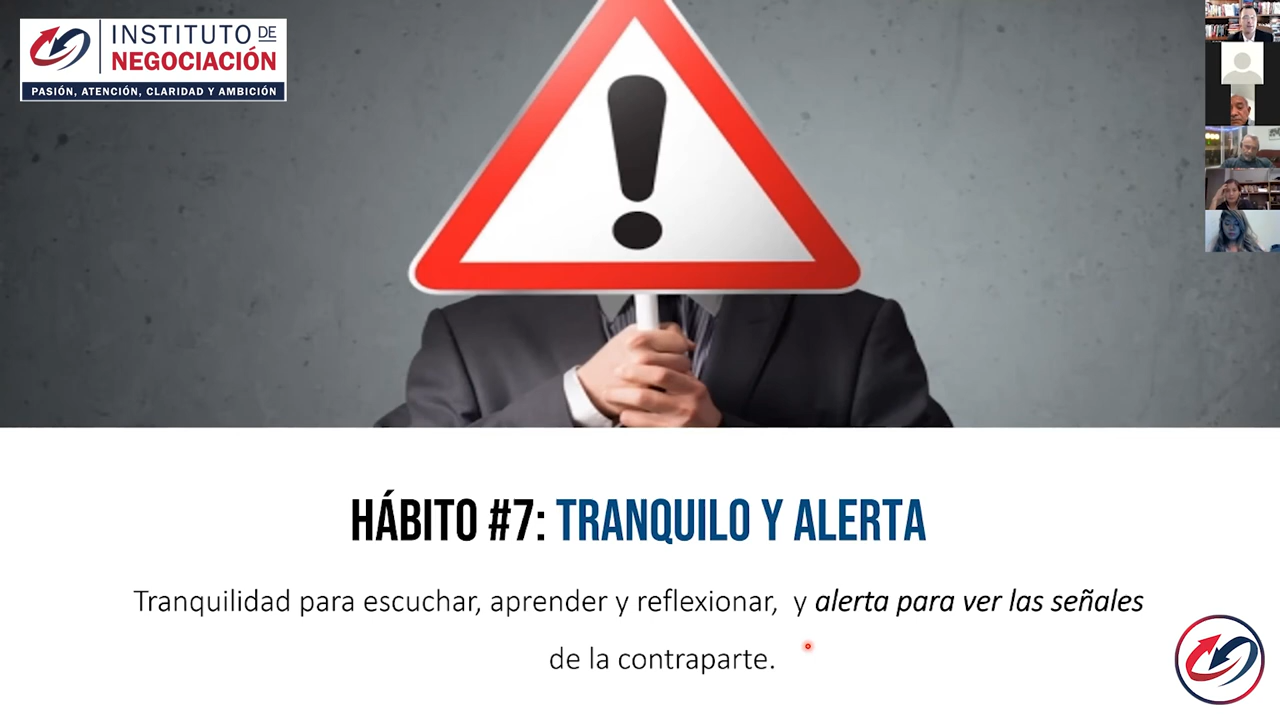 INSTITUTO DE
NEGOCIACIÓN
PASIÓN, ATENCIÓN, CLARIDAD Y AMBICIÓN
HÁBITO #7: TRANQUILO Y ALERTA
Tranquilidad para escuchar, aprender y reflexionar, y alerta para ver las señales
de la contraparte.